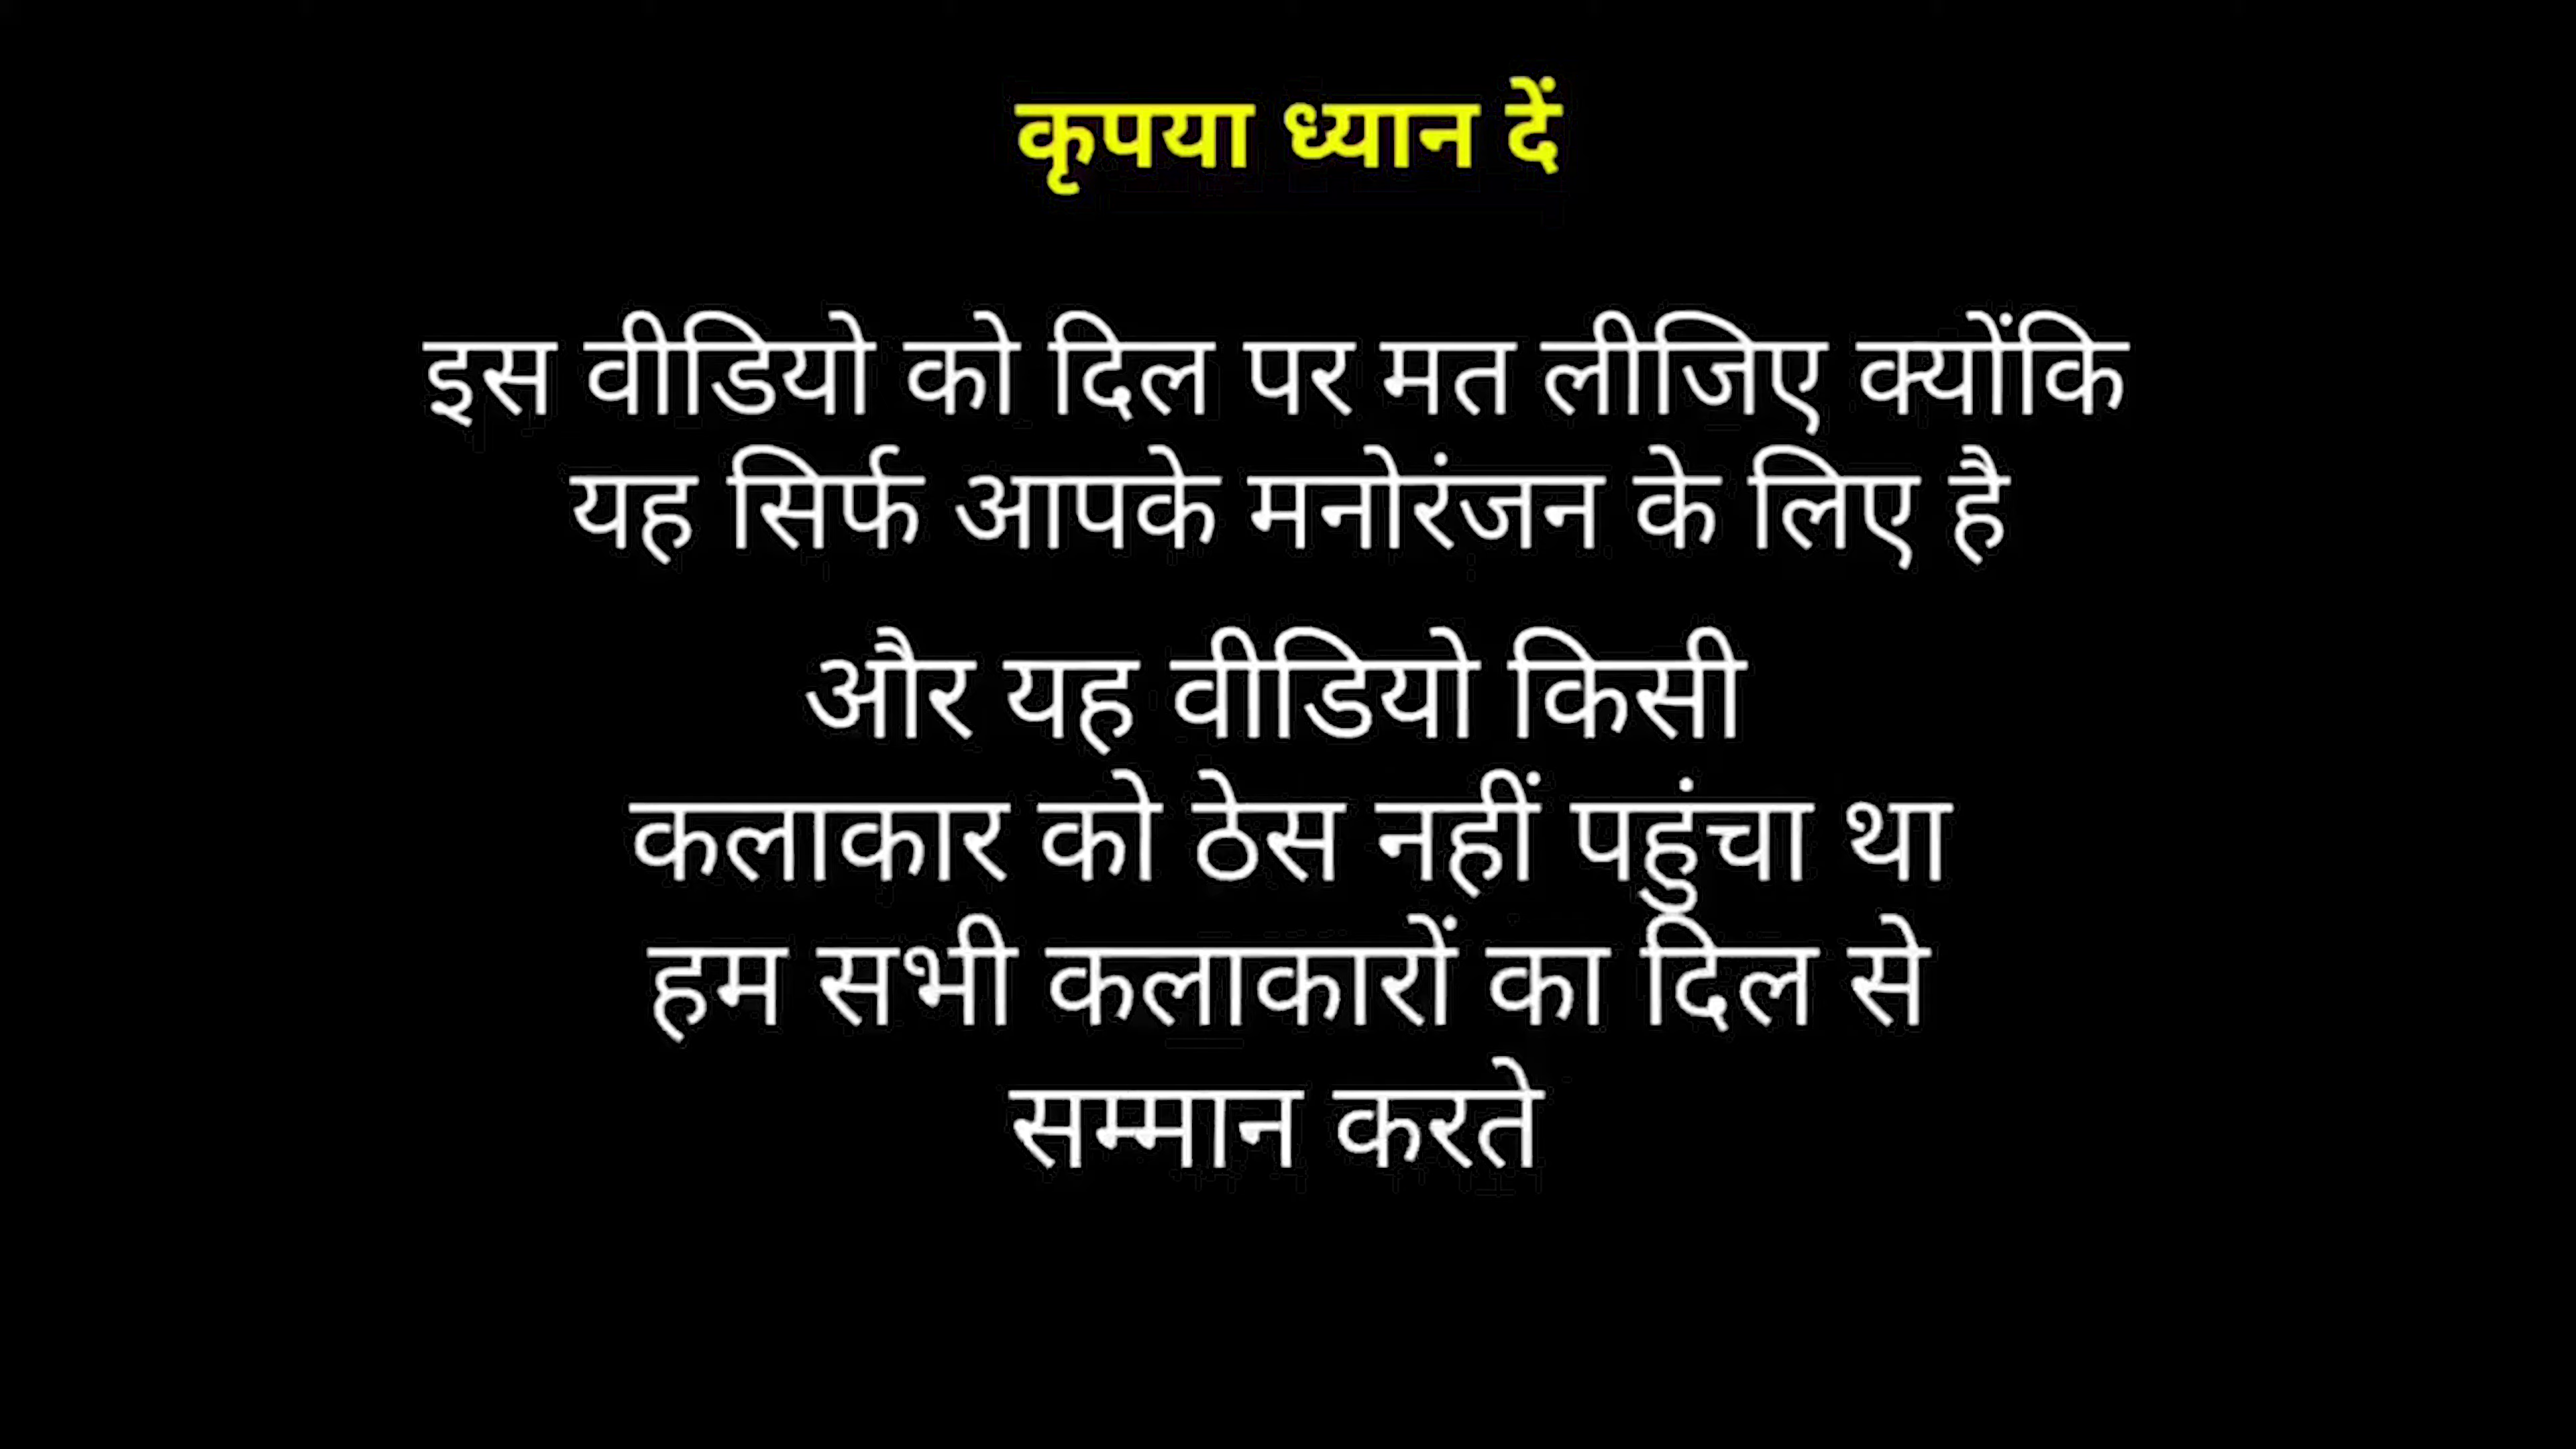 कृपया ध्यान दें
इस वीडियो को दिल पर मत लीजिए क्योंकि
यह सिर्फ आपके मनोरंजन के लिए है
और यह वीडियो किसी
कलाकार को ठेस नहीं पहुंचा था
हम सभी कलाकारों का दिल से
सम्मान करते